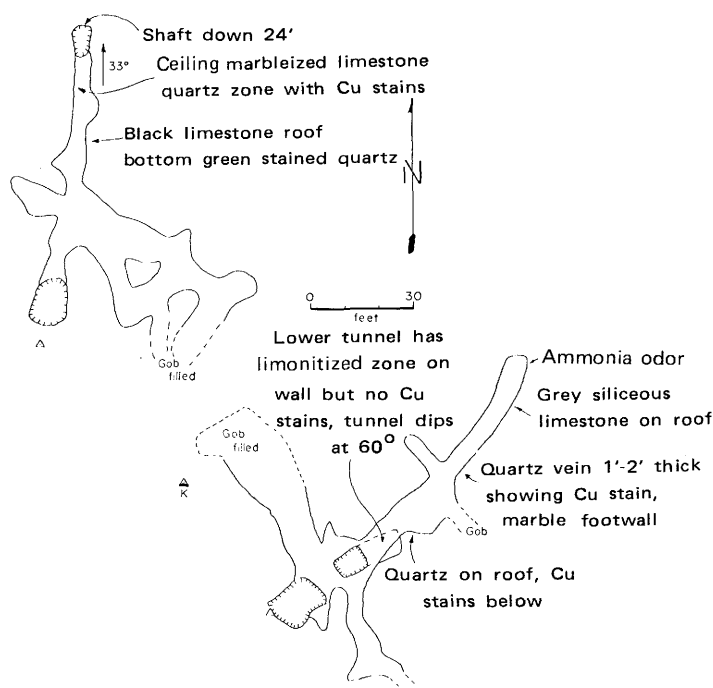 Shaft down 24'
33°
Ceiling marbleized limestone
quartz zone with Cu stains
Black limestone roof
bottom green stained quartz
N
0 30
feet
Gob
filled
Lower tunnel has
limonitized zone on
wall but no Cu
stains, tunnel dips
at 60°
Ammonia odor
Grey siliceous
limestone on roof
Gob
filled
K
Quartz vein 1'-2' thick
showing Cu stain,
marble footwall
Gob
Quartz on roof, Cu
stains below